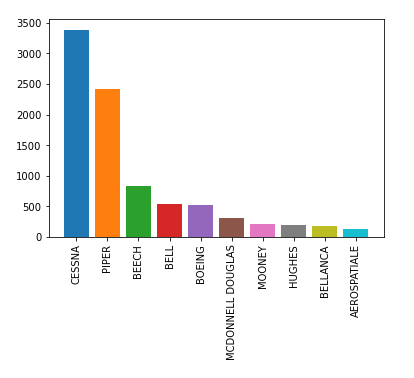 3500
3000
2500
2000
1500
1000
500
0
CESSNA
PIPER
BEECH
BELL
BOEING
MCDONNELL DOUGLAS
MOONEY
HUGHES
BELLANCA
AEROSPATIALE